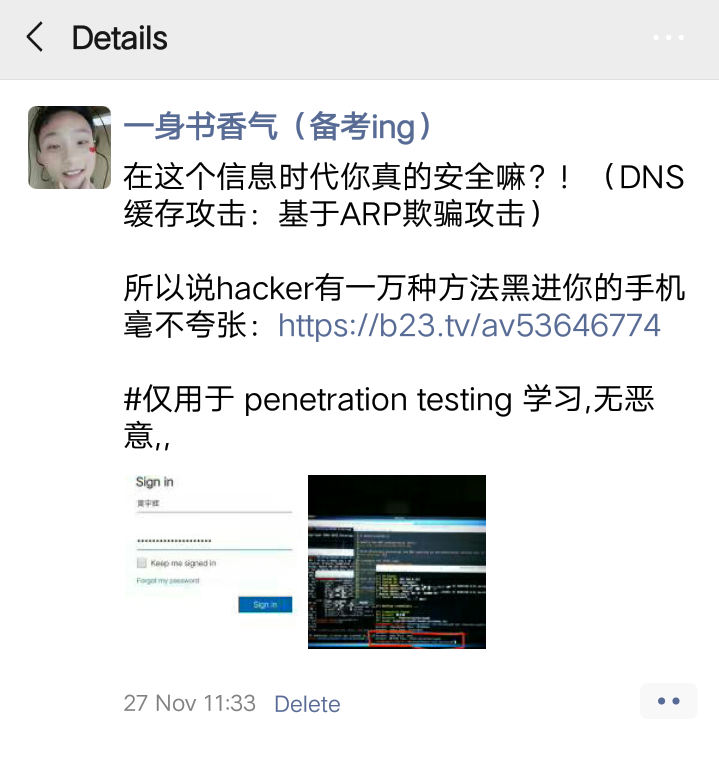 Details
一身书香气（备考ing）
在这个信息时代你真的安全嘛？！（DNS
缓存攻击：基于ARP欺骗攻击）
所以说hacker有一万种方法黑进你的手机
毫不夸张：https://b23.tv/av53646774
#仅用于 penetration testing 学习,无恶
意,,
Sign in
Keep me signed in
Forgot my password
Sign in
27 Nov 11:33 Delete